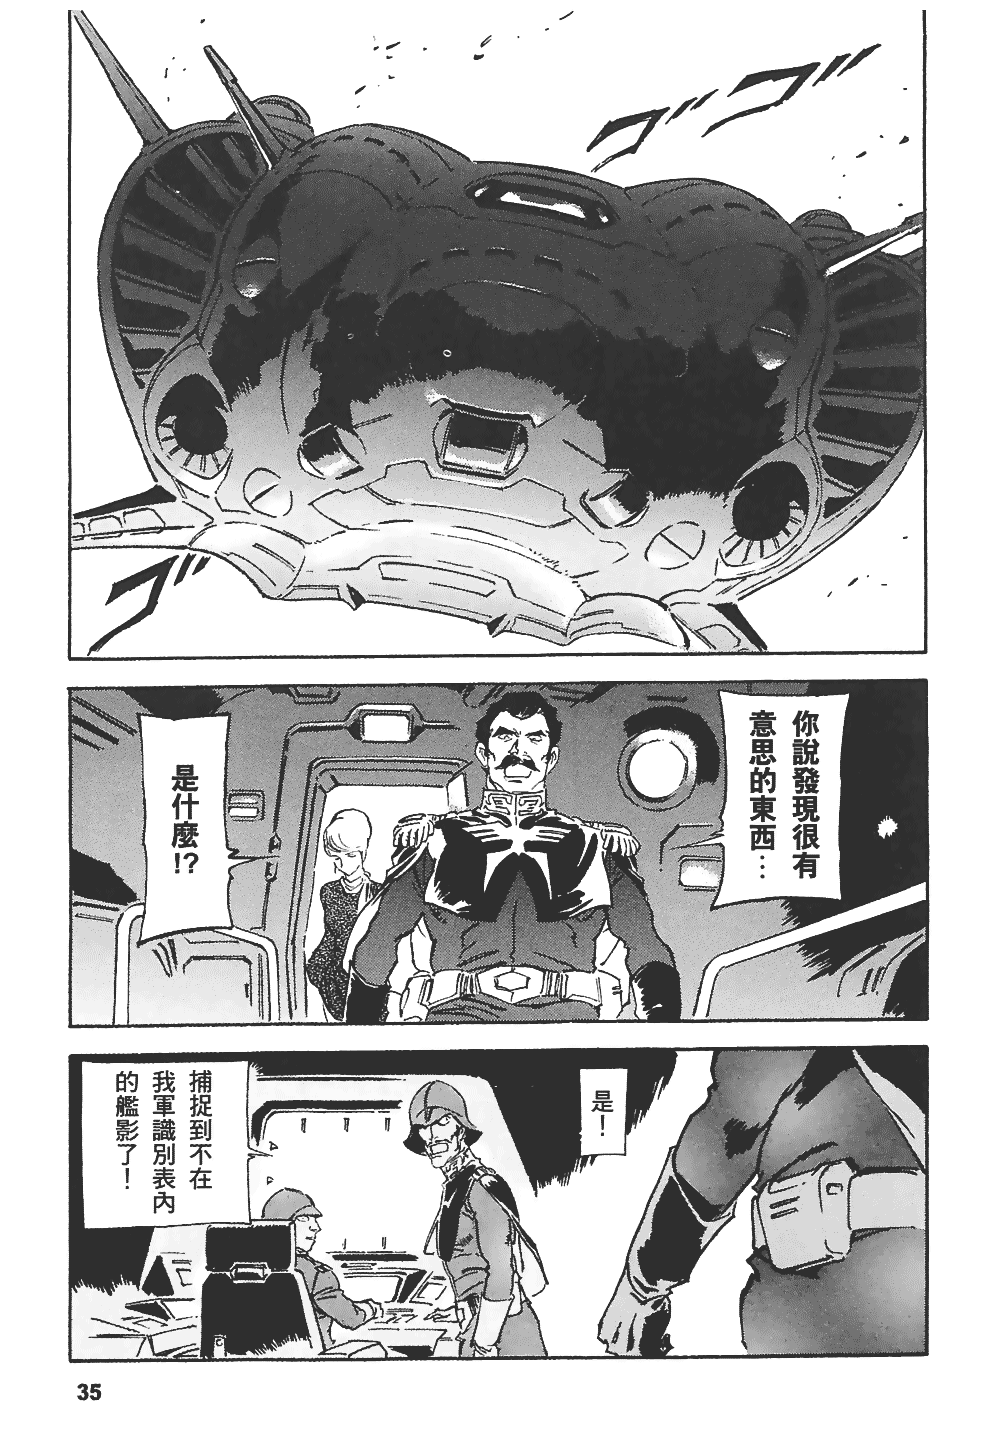 ゴゴ
ゴ
你說發現很有
意思的東西…
是什麼!?
是！
捕捉到不在
我軍識別表內
的艦影了！
35